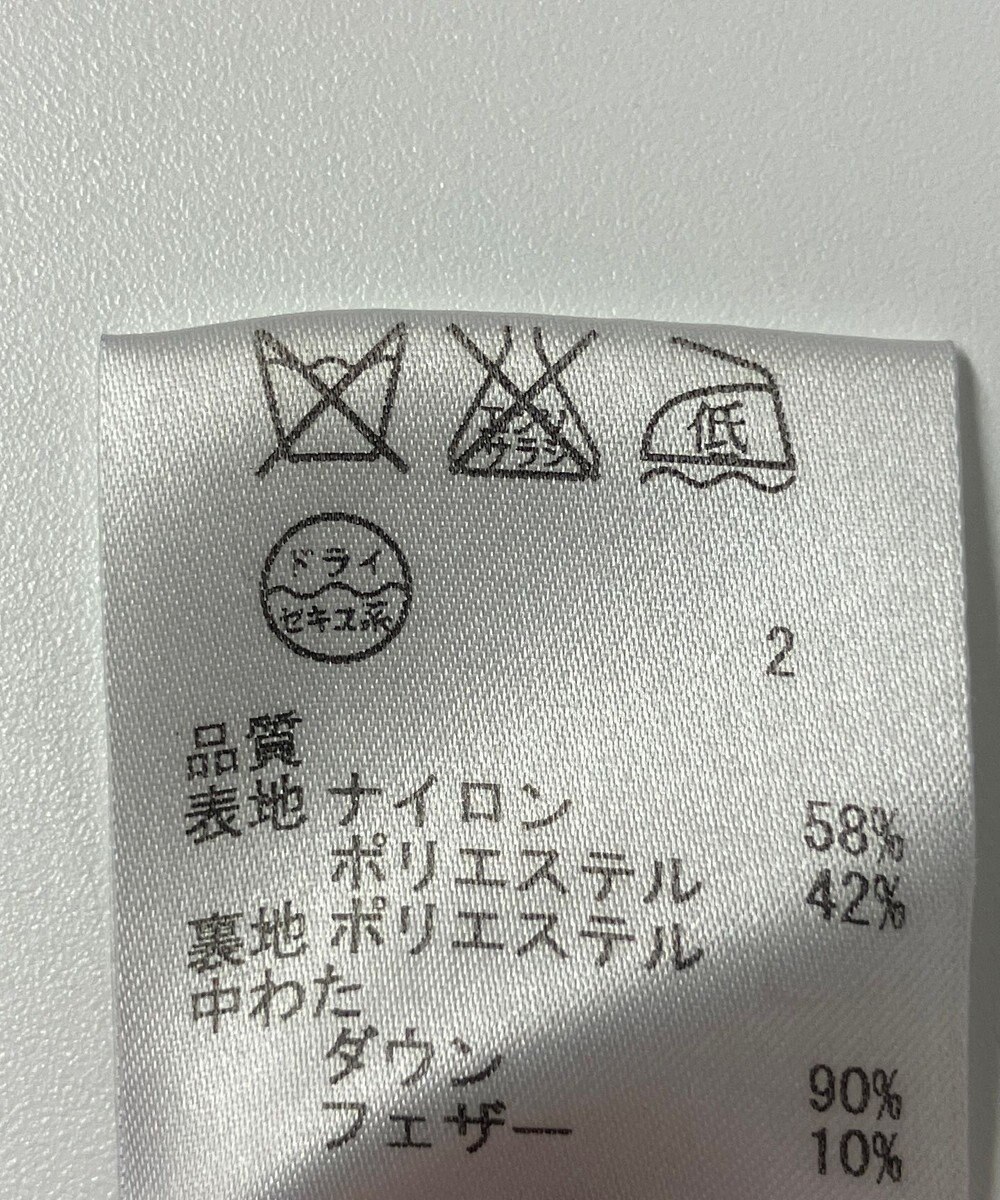 エンソ
サラシ
低
ドライ
セキユ系
2
品質
表地 ナイロン 58%
ポリエステル 42%
裏地 ポリエステル
中わた
ダウン 90%
フェザー 10%